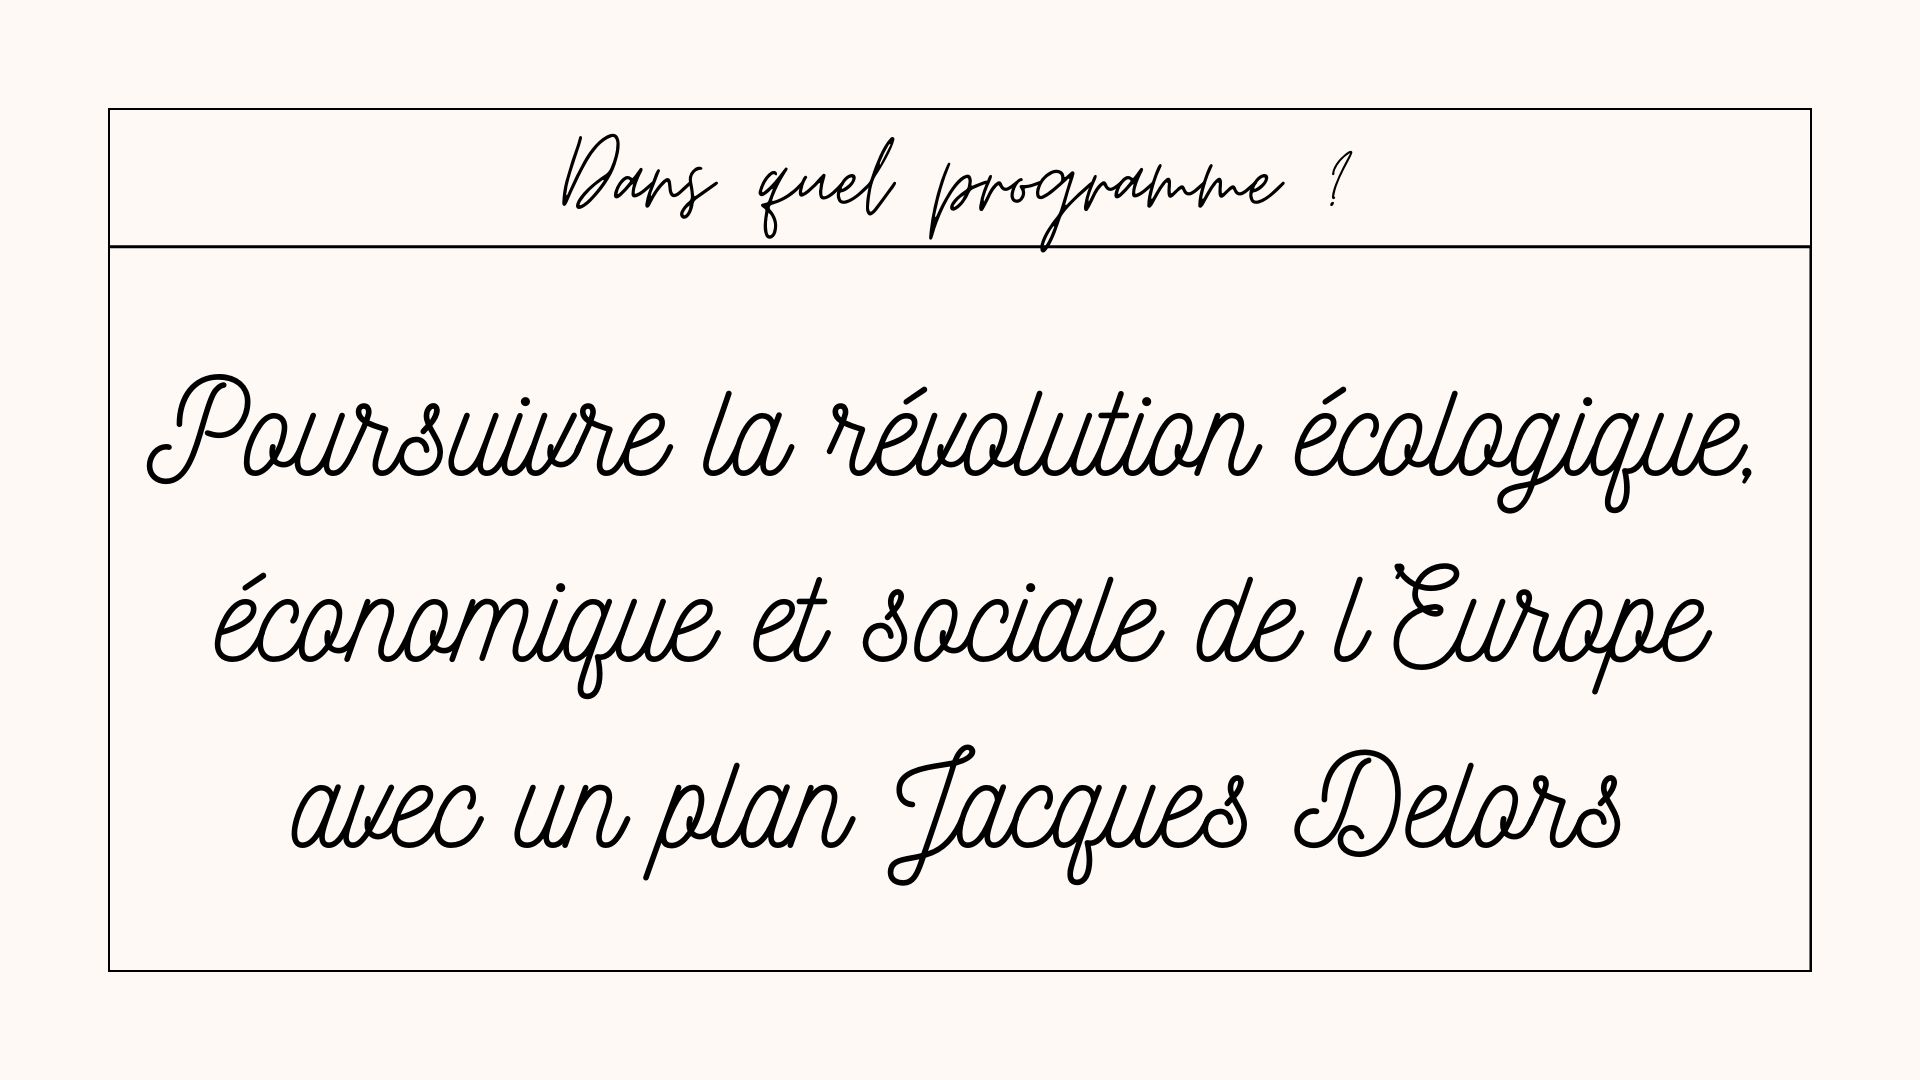 Dans quel programme ?
Poursuivre la révolution écologique,
économique et sociale de l'Europe
avec un plan Jacques Delors